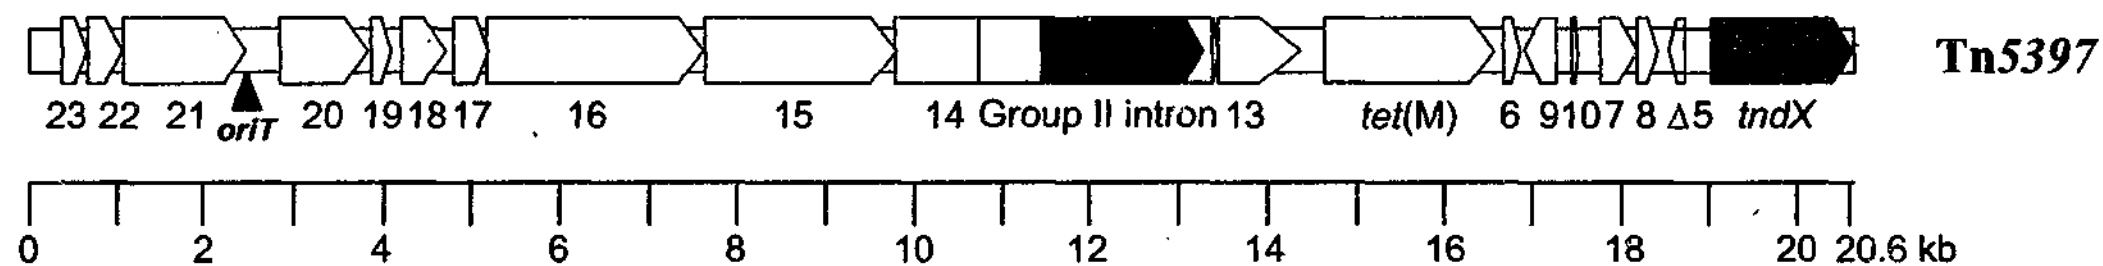 Tn5397
23 22 21 oriT 20 19 18 17 16 15 14 Group II intron 13 tet(M) 6 9 10 7 8 Δ5 tndX
0 2 4 6 8 10 12 14 16 18 20 20.6 kb